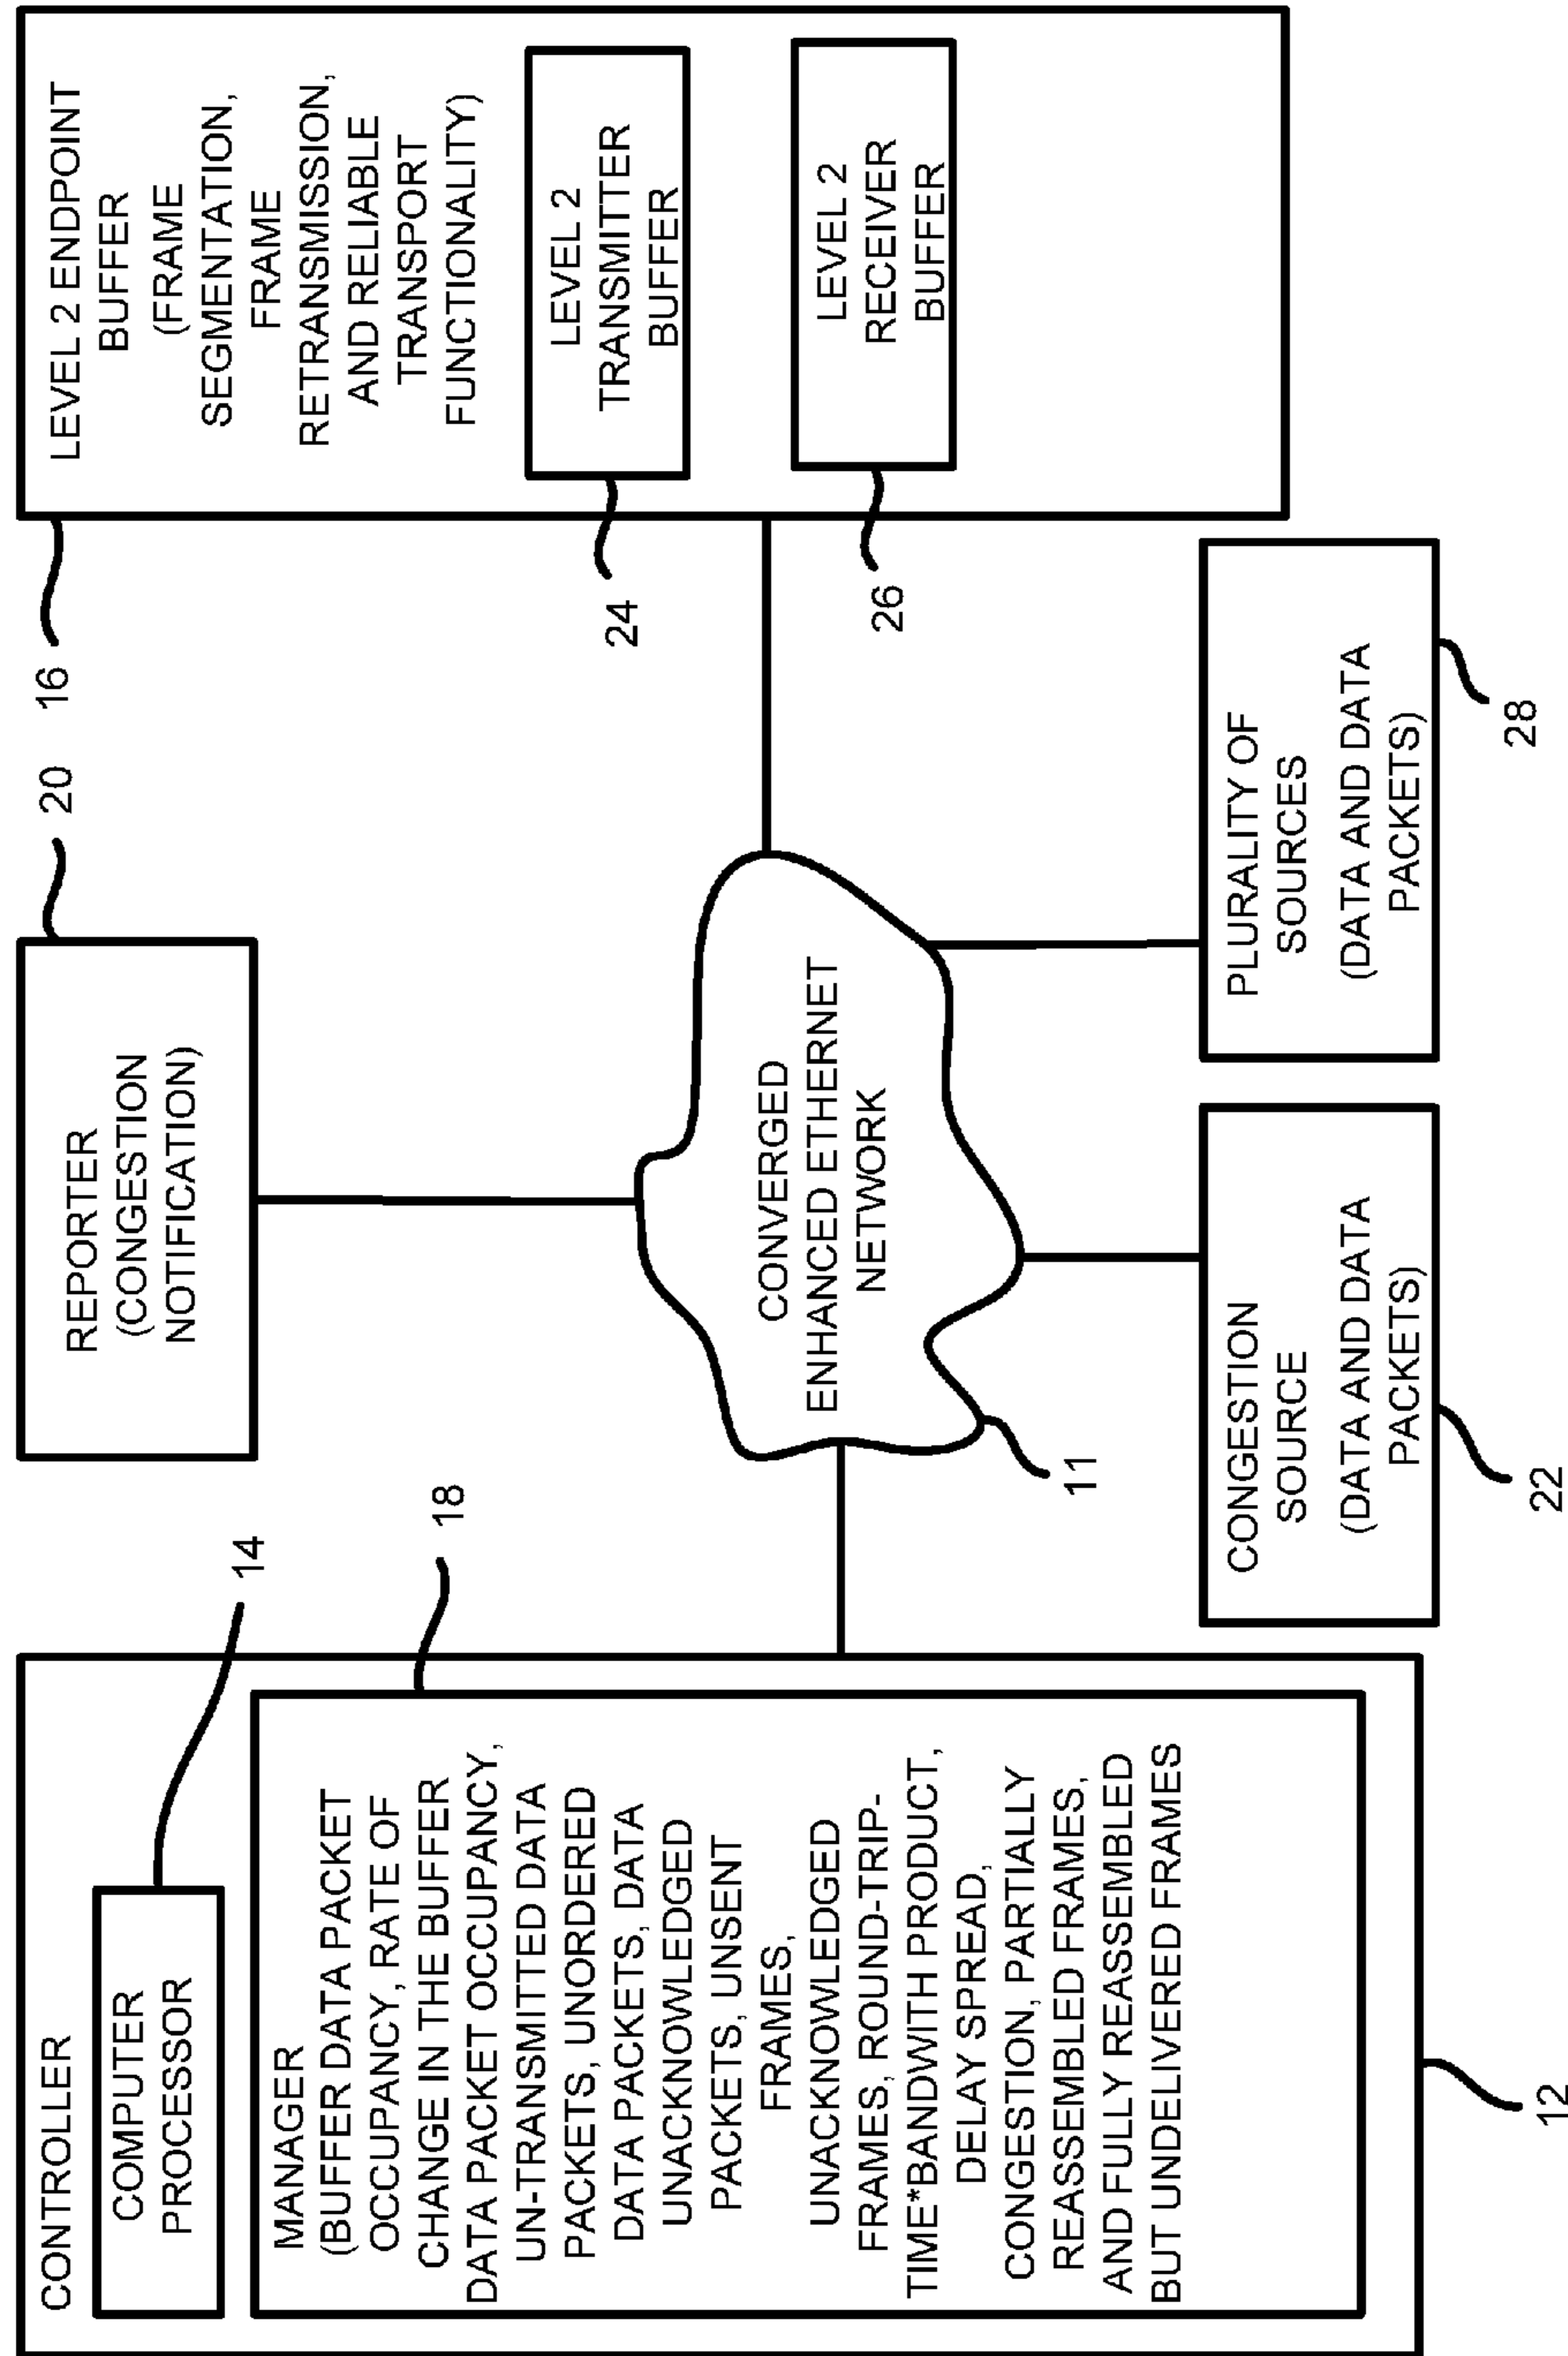 CONTROLLER
COMPUTER
PROCESSOR
14
MANAGER
(BUFFER DATA PACKET
OCCUPANCY, RATE OF
CHANGE IN THE BUFFER
DATA PACKET OCCUPANCY,
UN-TRANSMITTED DATA
PACKETS, UNORDERED
DATA PACKETS, DATA
UNACKNOWLEDGED
PACKETS, UNSENT
FRAMES,
UNACKNOWLEDGED
FRAMES, ROUND-TRIP-
TIME*BANDWITH PRODUCT,
DELAY SPREAD,
CONGESTION, PARTIALLY
REASSEMBLED FRAMES,
AND FULLY REASSEMBLED
BUT UNDELIVERED FRAMES
18
12
REPORTER
(CONGESTION
NOTIFICATION)
20
CONVERGED
ENHANCED ETHERNET
NETWORK
11
CONGESTION
SOURCE
(DATA AND DATA
PACKETS)
22
PLURALITY OF
SOURCES
(DATA AND DATA
PACKETS)
28
16
LEVEL 2 ENDPOINT
BUFFER
(FRAME
SEGMENTATION,
FRAME
RETRANSMISSION,
AND RELIABLE
TRANSPORT
FUNCTIONALITY)
LEVEL 2
TRANSMITTER
BUFFER
24
LEVEL 2
RECEIVER
BUFFER
26